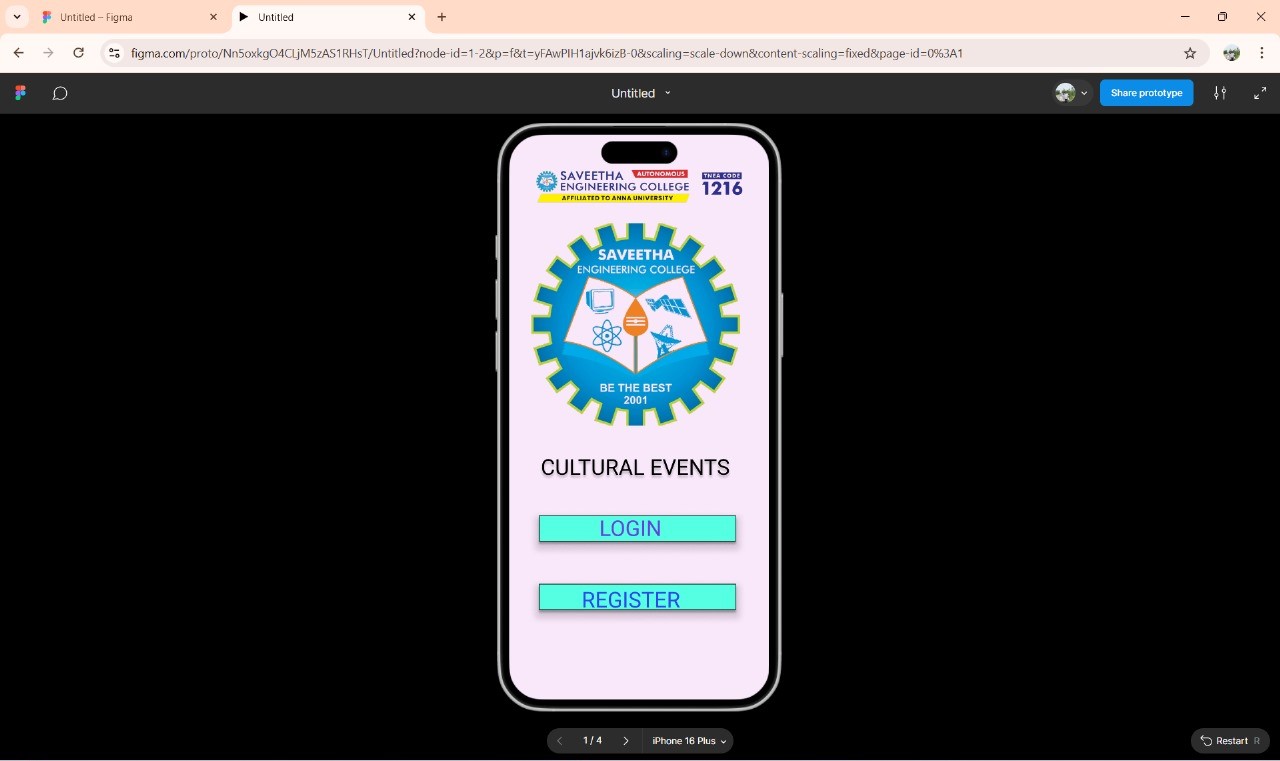 Untitled – Figma
Untitled
figma.com/proto/Nn5oxkgO4CLjM5zAS1RHsT/Untitled?node-id=1-2&p=f&t=yFAwPIH1ajvk6izB-0&scaling=scale-down&content-scaling=fixed&page-id=0%3A1
Untitled
Share prototype
SAVEETHA AUTONOMOUS
ENGINEERING COLLEGE
AFFILIATED TO ANNA UNIVERSITY
TNEA CODE
1216
SAVEETHA
ENGINEERING COLLEGE
BE THE BEST
2001
CULTURAL EVENTS
LOGIN
REGISTER
1 / 4
iPhone 16 Plus
Restart R